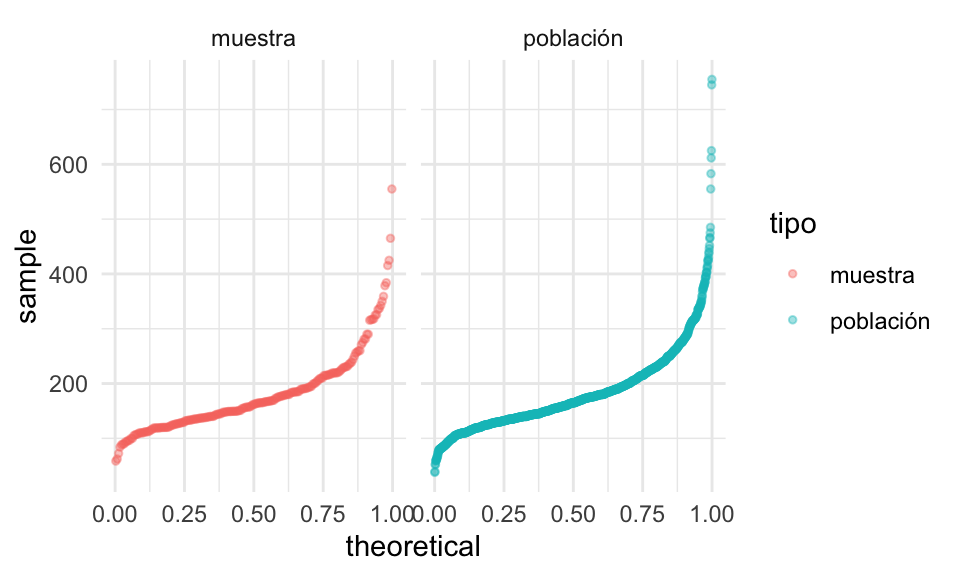 muestra población
600
400
200
sample
0.00 0.25 0.50 0.75 1.00 0.00 0.25 0.50 0.75 1.00
theoretical
tipo
muestra
población